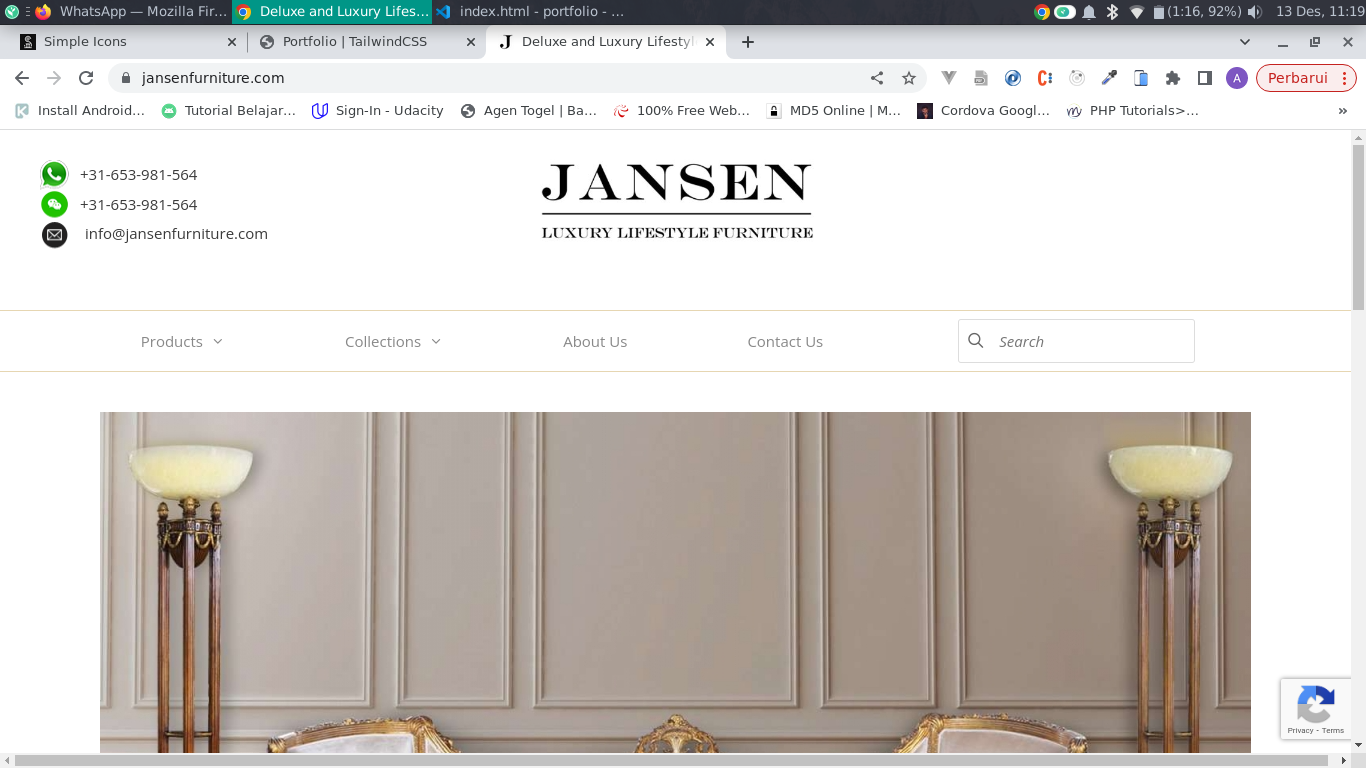 WhatsApp — Mozilla Fir...
Deluxe and Luxury Lifes...
index.html - portfolio - ...
(1:16, 92%)
13 Des, 11:19
Simple Icons
Portfolio | TailwindCSS
Deluxe and Luxury Lifestyl
jansenfurniture.com
A
Perbarui
Install Android...
Tutorial Belajar...
Sign-In - Udacity
Agen Togel | Ba...
100% Free Web...
MD5 Online | M...
Cordova Googl...
PHP Tutorials>...
»
+31-653-981-564
+31-653-981-564
info@jansenfurniture.com
JANSEN
LUXURY LIFESTYLE FURNITURE
Products
Collections
About Us
Contact Us
Search
Privacy - Terms